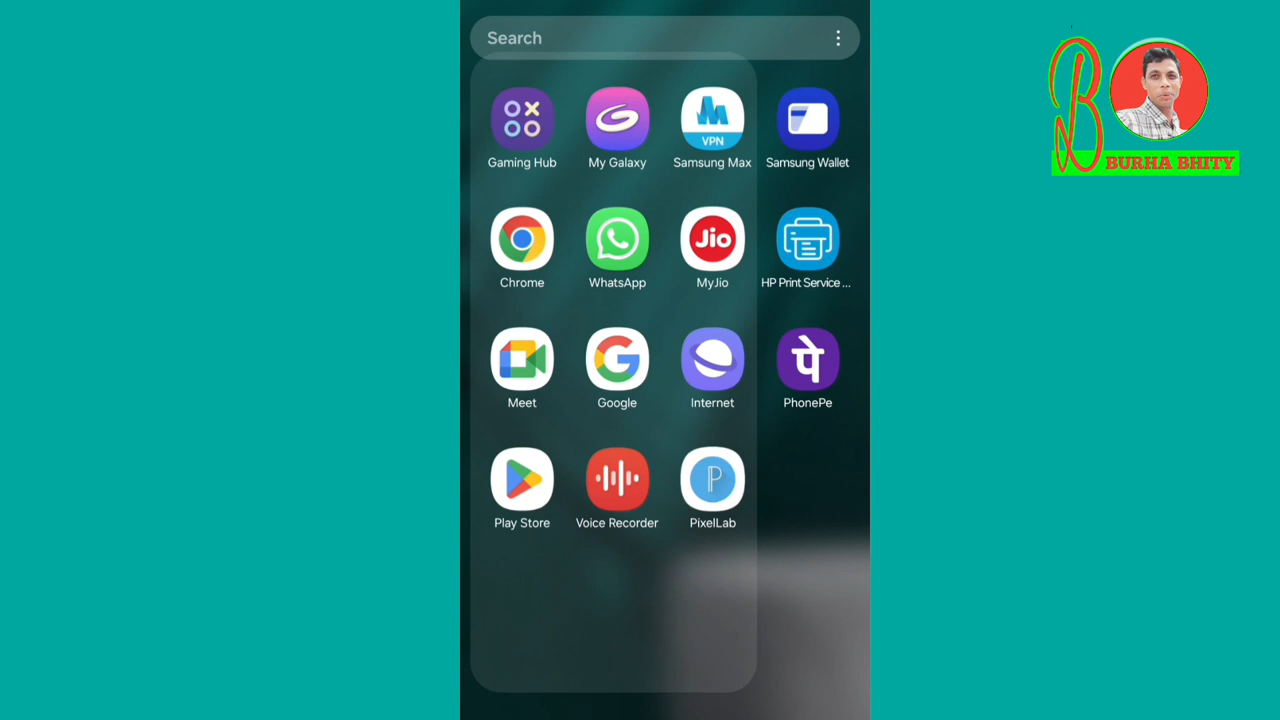 Search
BURHA BHITY
VPN
Gaming Hub My Galaxy Samsung Max Samsung Wallet
Jio
Chrome WhatsApp MyJio HP Print Service ...
पे
Meet Google Internet PhonePe
P
Play Store Voice Recorder PixelLab